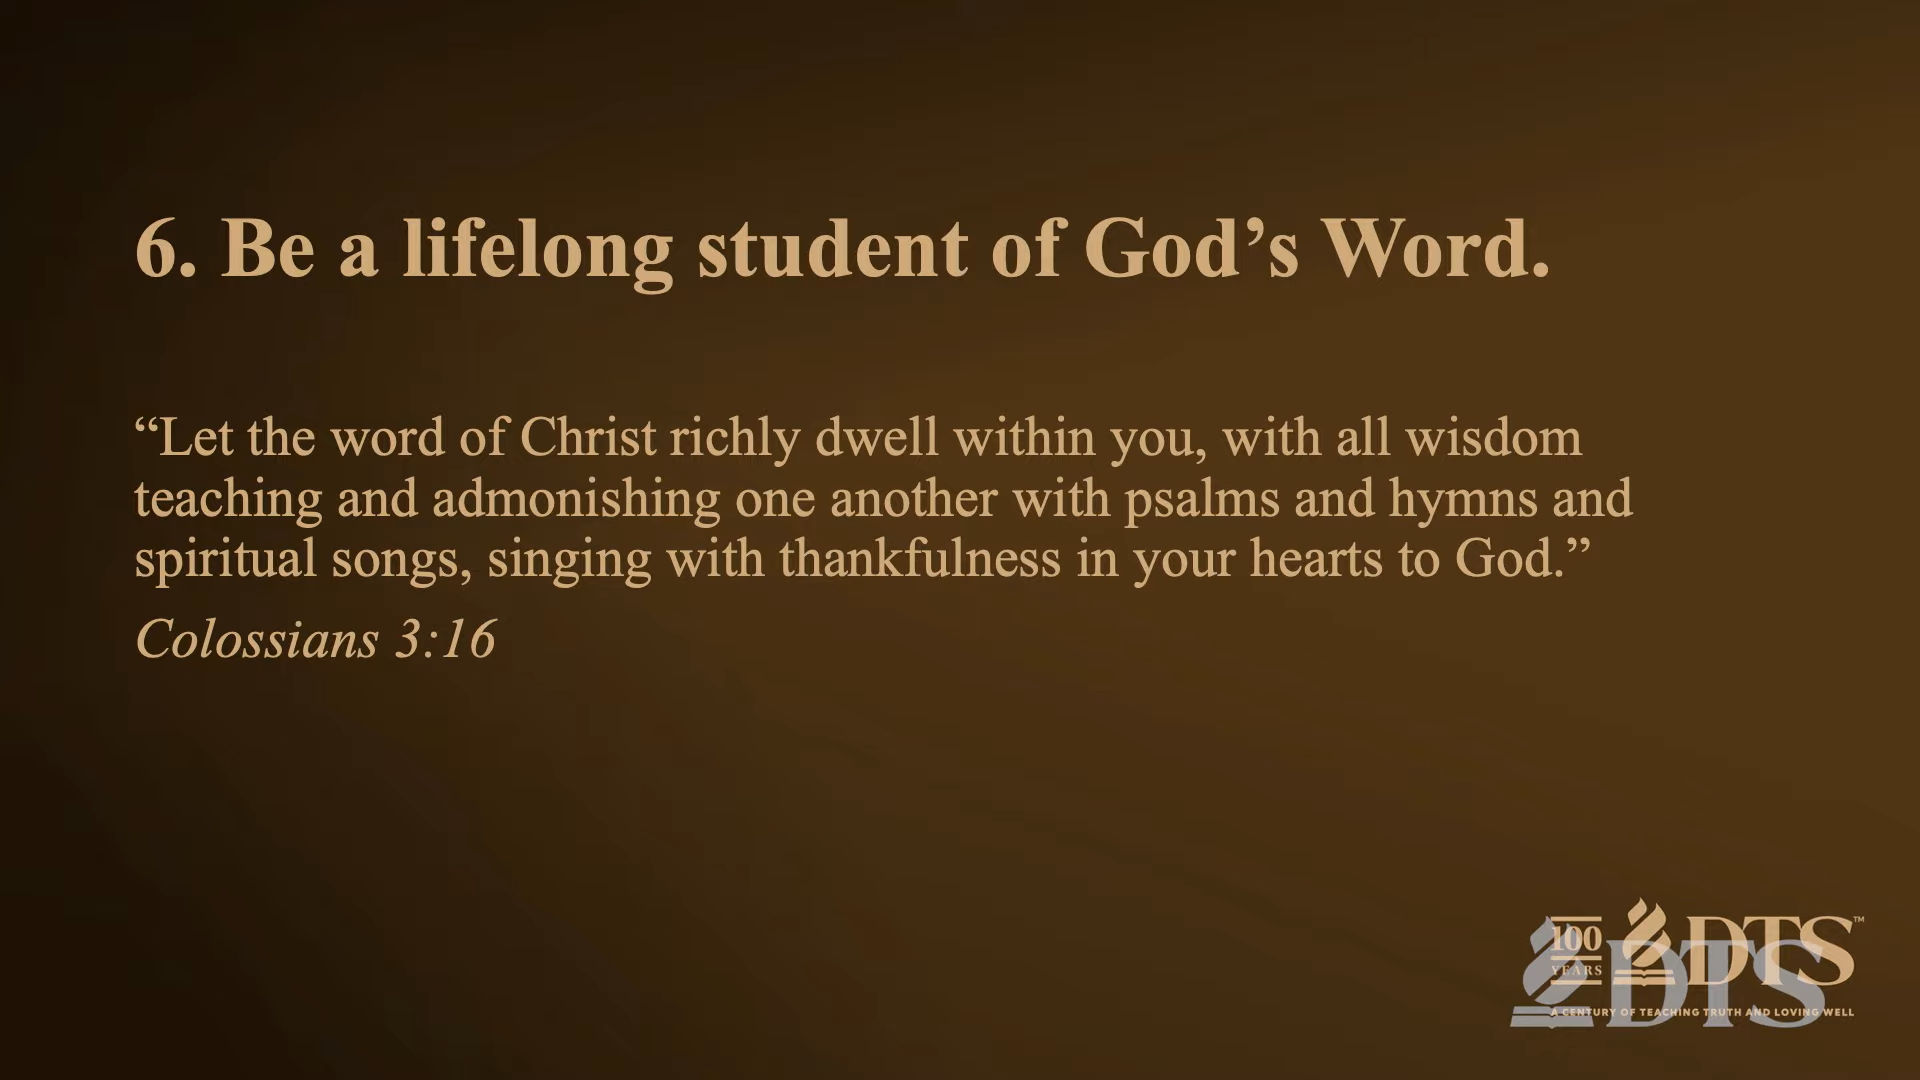 6. Be a lifelong student of God’s Word.
“Let the word of Christ richly dwell within you, with all wisdom
teaching and admonishing one another with psalms and hymns and
spiritual songs, singing with thankfulness in your hearts to God.”
Colossians 3:16
100
YEARS
DTS™
A CENTURY OF TEACHING TRUTH AND LOVING WELL
DTS